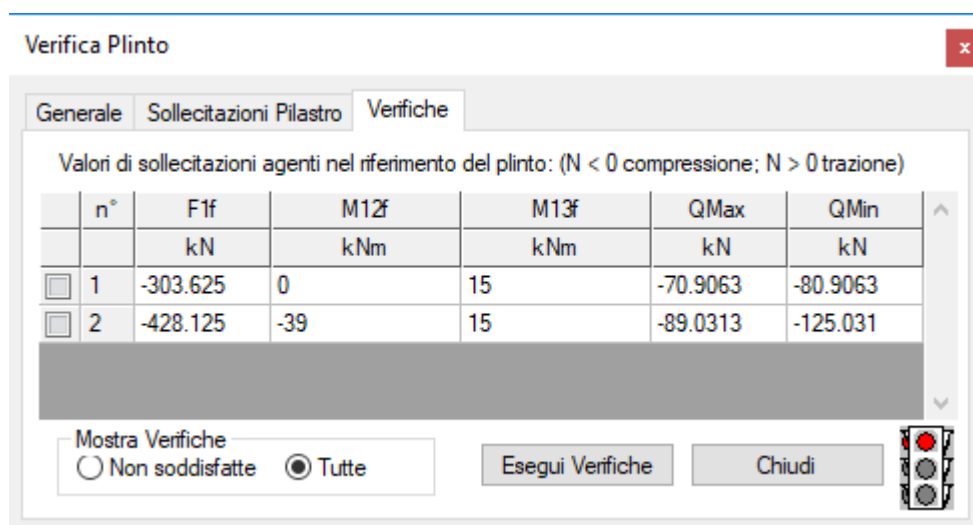 Verifica Plinto
x
Generale Sollecitazioni Pilastro Verifiche
Valori di sollecitazioni agenti nel riferimento del plinto: (N < 0 compressione; N > 0 trazione)
n° F1f M12f M13f QMax QMin
kN kNm kNm kN kN
1 -303.625 0 15 -70.9063 -80.9063
2 -428.125 -39 15 -89.0313 -125.031
Mostra Verifiche
Non soddisfatte Tutte Esegui Verifiche Chiudi